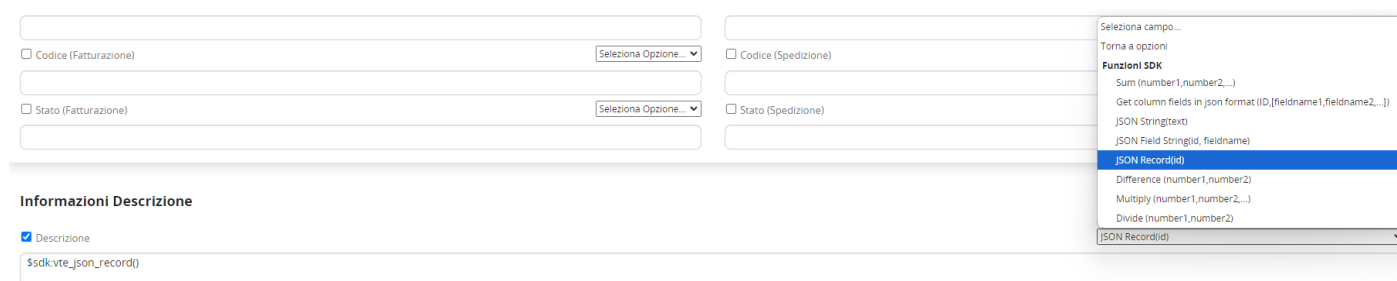 Codice (Fatturazione)
Seleziona Opzione...
Codice (Spedizione)
Stato (Fatturazione)
Seleziona Opzione...
Stato (Spedizione)
Seleziona campo...
Torna a opzioni
Funzioni SDK
Sum (number1,number2,...)
Get column fields in json format (ID,[fieldname1,fieldname2,...])
JSON String(text)
JSON Field String(id, fieldname)
JSON Record(id)
Difference (number1,number2)
Multiply (number1,number2,...)
Divide (number1,number2)
Informazioni Descrizione
Descrizione
JSON Record(id)
$sdk:vte_json_record()